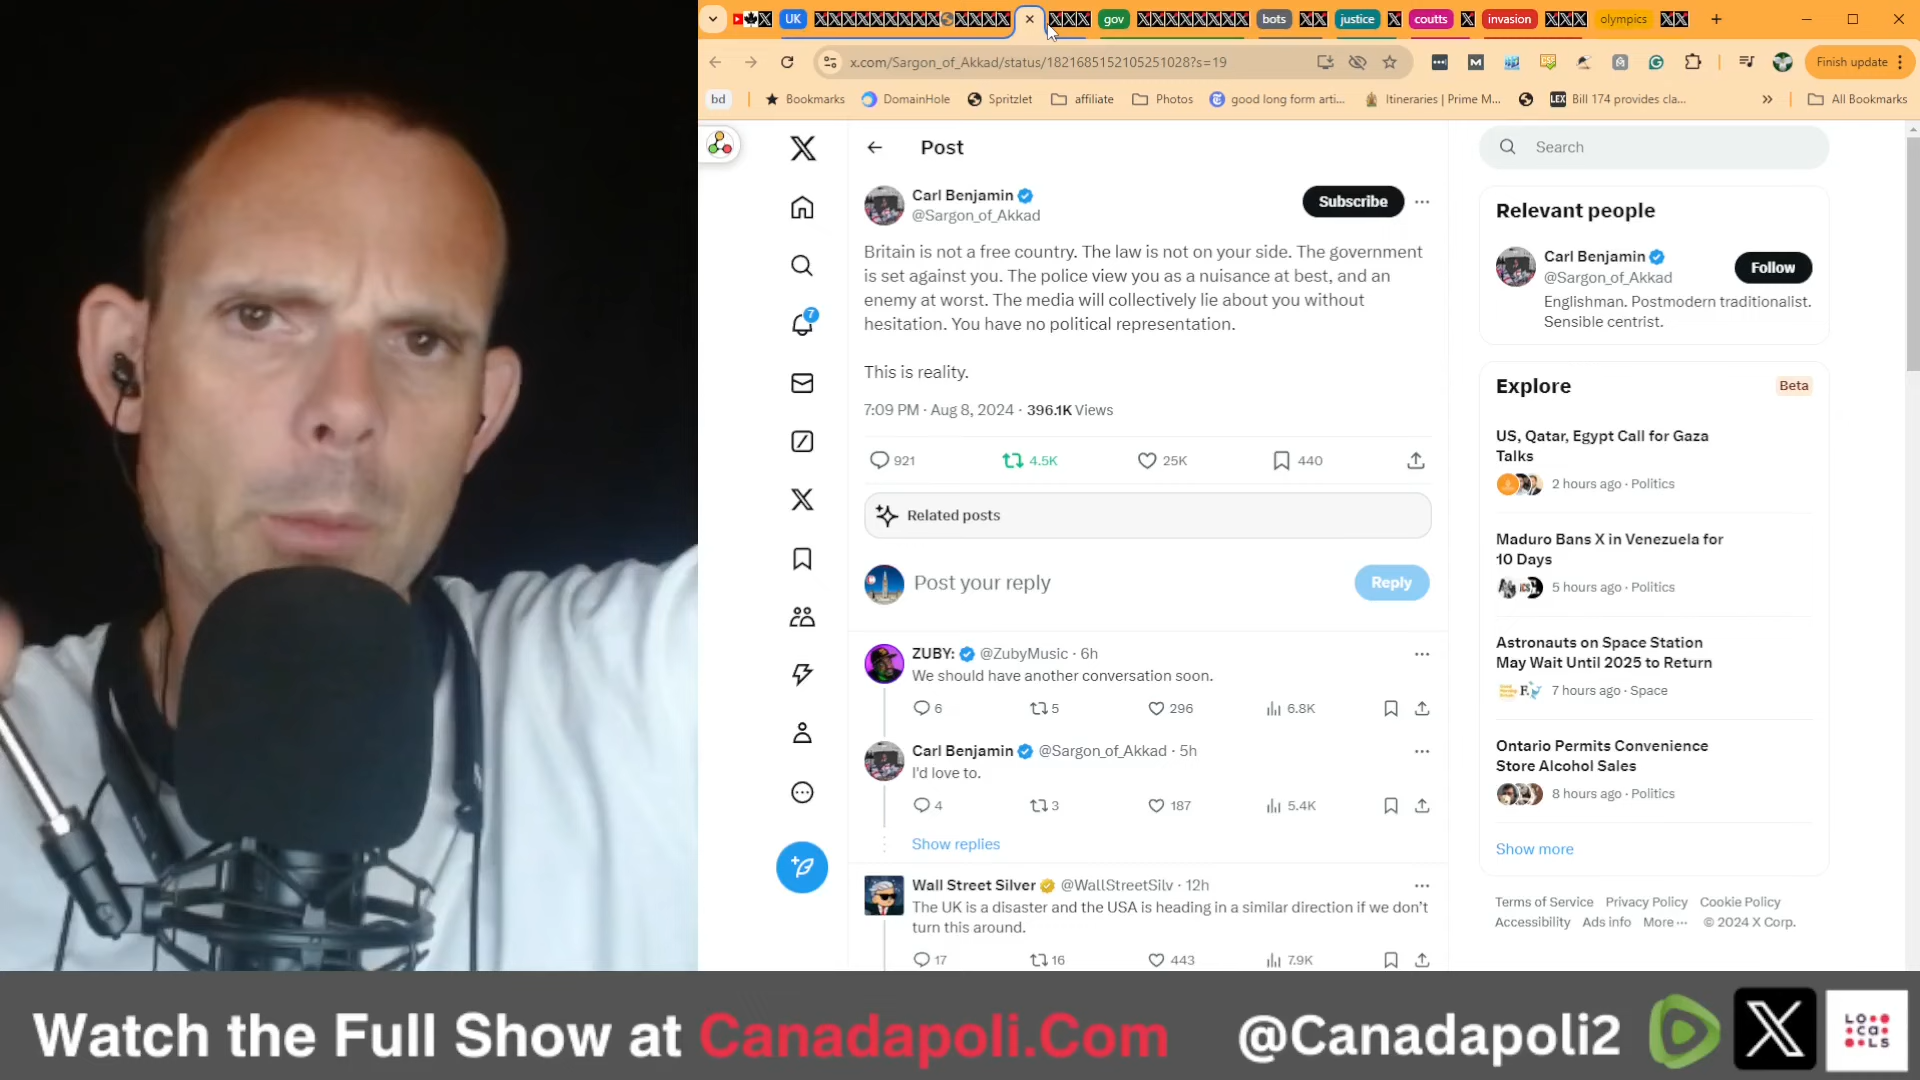 UK
gov
bots
justice
coutts
invasion
olympics
x.com/Sargon_of_Akkad/status/1821685152105251028?s=19
Finish update
bd
Bookmarks
DomainHole
Spritzlet
affiliate
Photos
good long form arti...
Itineraries | Prime M...
LEX
Bill 174 provides cla...
All Bookmarks
Post
Search
Carl Benjamin
@Sargon_of_Akkad
Subscribe
Britain is not a free country. The law is not on your side. The government
is set against you. The police view you as a nuisance at best, and an
enemy at worst. The media will collectively lie about you without
hesitation. You have no political representation.
This is reality.
7:09 PM · Aug 8, 2024 · 396.1K Views
921
4.5K
25K
440
Related posts
7
Post your reply
Reply
ZUBY: @ZubyMusic · 6h
We should have another conversation soon.
6
5
296
6.8K
Carl Benjamin @Sargon_of_Akkad · 5h
I'd love to.
4
3
187
5.4K
Show replies
Wall Street Silver @WallStreetSilv · 12h
The UK is a disaster and the USA is heading in a similar direction if we don't
turn this around.
17
16
443
7.9K
Relevant people
Carl Benjamin
@Sargon_of_Akkad
Follow
Englishman. Postmodern traditionalist.
Sensible centrist.
Explore
Beta
US, Qatar, Egypt Call for Gaza
Talks
2 hours ago · Politics
Maduro Bans X in Venezuela for
10 Days
5 hours ago · Politics
Astronauts on Space Station
May Wait Until 2025 to Return
7 hours ago · Space
Ontario Permits Convenience
Store Alcohol Sales
8 hours ago · Politics
Show more
Terms of Service Privacy Policy Cookie Policy
Accessibility Ads info More ··· © 2024 X Corp.
Watch the Full Show at Canadapoli.Com
@Canadapoli2
LO
CA
ALS